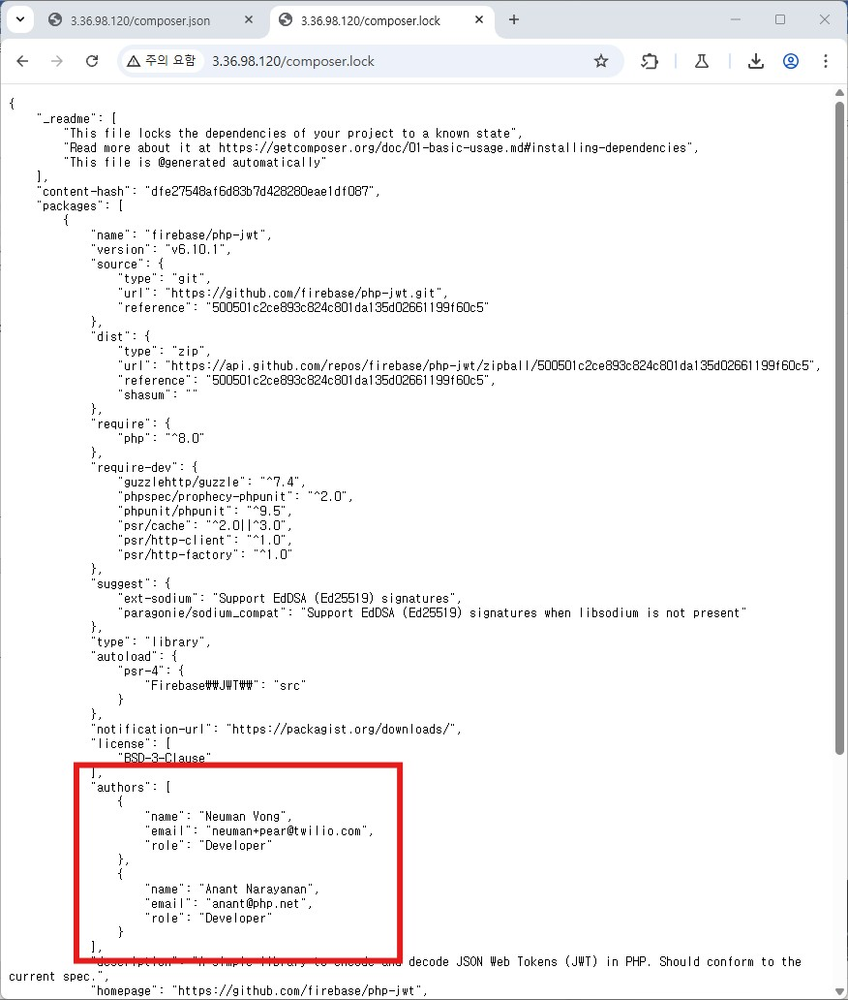 3.36.98.120/composer.json
3.36.98.120/composer.lock
주의 요함 3.36.98.120/composer.lock
{
    "_readme": [
        "This file locks the dependencies of your project to a known state",
        "Read more about it at https://getcomposer.org/doc/01-basic-usage.md#installing-dependencies",
        "This file is @generated automatically"
    ],
    "content-hash": "dfe27548af6d83b7d428280eae1df087",
    "packages": [
        {
            "name": "firebase/php-jwt",
            "version": "v6.10.1",
            "source": {
                "type": "git",
                "url": "https://github.com/firebase/php-jwt.git",
                "reference": "500501c2ce893c824c801da135d02661199f60c5"
            },
            "dist": {
                "type": "zip",
                "url": "https://api.github.com/repos/firebase/php-jwt/zipball/500501c2ce893c824c801da135d02661199f60c5",
                "reference": "500501c2ce893c824c801da135d02661199f60c5",
                "shasum": ""
            },
            "require": {
                "php": "^8.0"
            },
            "require-dev": {
                "guzzlehttp/guzzle": "^7.4",
                "phpspec/prophecy-phpunit": "^2.0",
                "phpunit/phpunit": "^9.5",
                "psr/cache": "^2.0||^3.0",
                "psr/http-client": "^1.0",
                "psr/http-factory": "^1.0"
            },
            "suggest": {
                "ext-sodium": "Support EdDSA (Ed25519) signatures",
                "paragonie/sodium_compat": "Support EdDSA (Ed25519) signatures when libsodium is not present"
            },
            "type": "library",
            "autoload": {
                "psr-4": {
                    "Firebase₩₩JWT₩₩": "src"
                }
            },
            "notification-url": "https://packagist.org/downloads/",
            "license": [
                "BSD-3-Clause"
            ],
            "authors": [
                {
                    "name": "Neuman Vong",
                    "email": "neuman+pear@twilio.com",
                    "role": "Developer"
                },
                {
                    "name": "Anant Narayanan",
                    "email": "anant@php.net",
                    "role": "Developer"
                }
            ],
            "description": "A simple library to encode and decode JSON Web Tokens (JWT) in PHP. Should conform to the
current spec.",
            "homepage": "https://github.com/firebase/php-jwt",